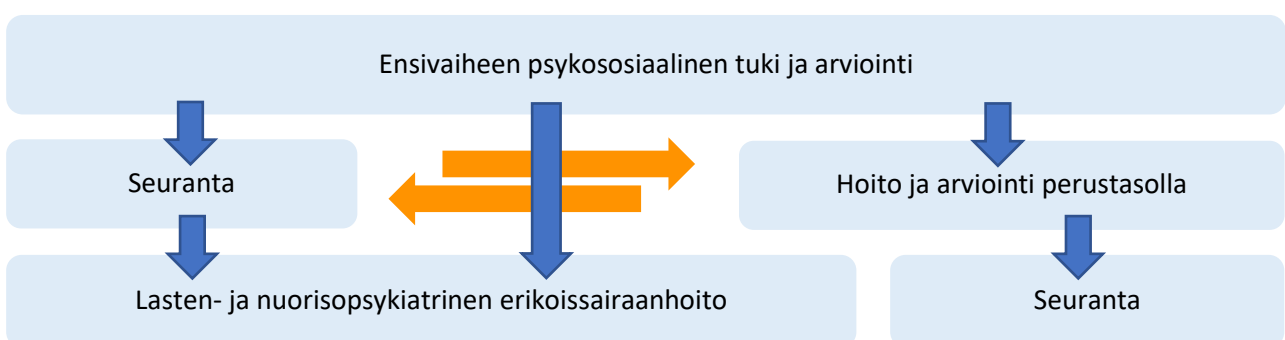 Ensivaiheen psykososiaalinen tuki ja arviointi
Seuranta
Hoito ja arviointi perustasolla
Lasten- ja nuorisopsykiatrinen erikoissairaanhoito
Seuranta